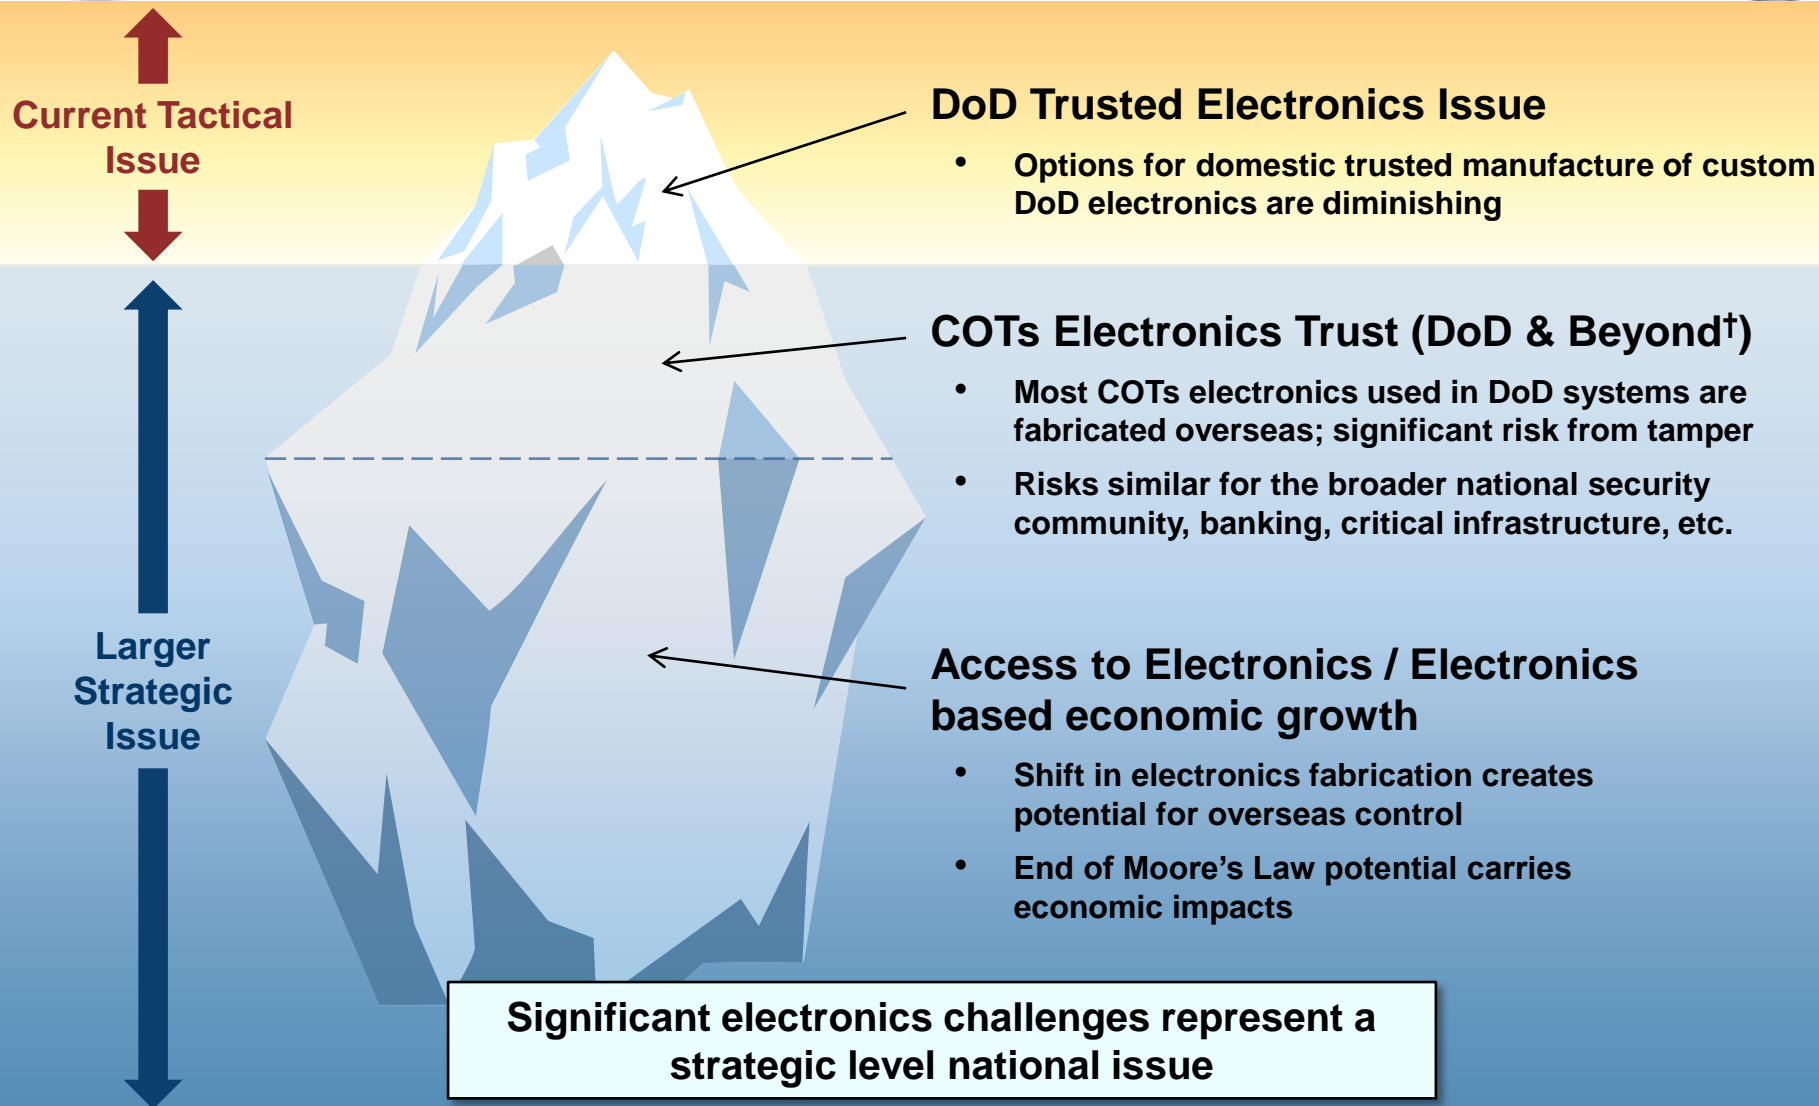 Current Tactical
Issue
DoD Trusted Electronics Issue
• Options for domestic trusted manufacture of custom
DoD electronics are diminishing
COTs Electronics Trust (DoD & Beyond†)
• Most COTs electronics used in DoD systems are
fabricated overseas; significant risk from tamper
• Risks similar for the broader national security
community, banking, critical infrastructure, etc.
Larger
Strategic
Issue
Access to Electronics / Electronics
based economic growth
• Shift in electronics fabrication creates
potential for overseas control
• End of Moore’s Law potential carries
economic impacts
Significant electronics challenges represent a
strategic level national issue